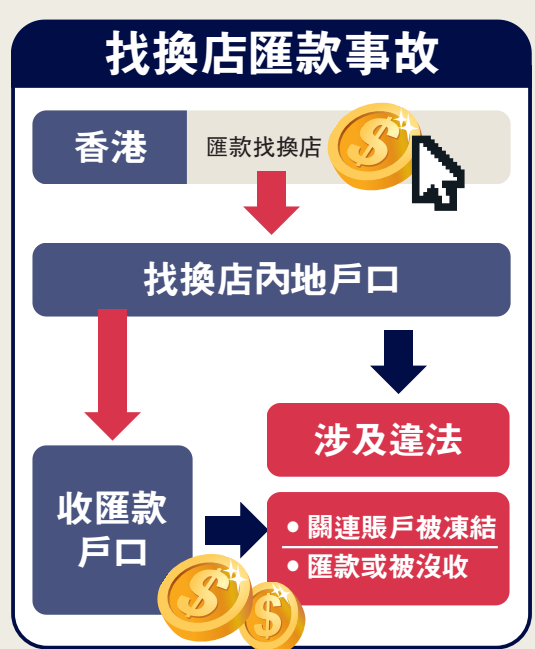 找換店匯款事故
香港
匯款找換店
找換店內地戶口
涉及違法
收匯款
戶口
• 關連賬戶被凍結
• 匯款或被沒收